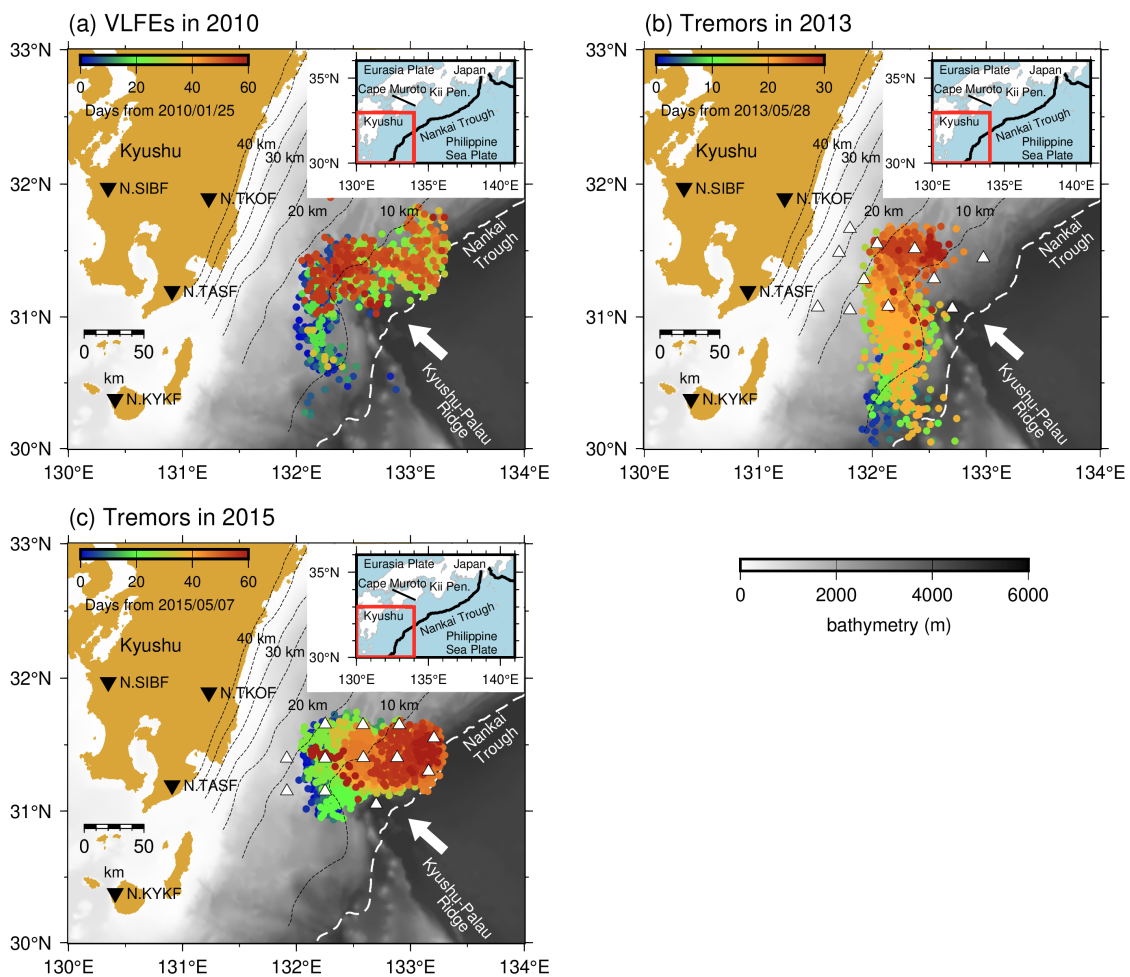 (a) VLFEs in 2010
33°N
32°N
31°N
30°N
130°E
131°E
132°E
133°E
134°E
0
20
40
60
Days from 2010/01/25
Kyushu
40 km
30 km
20 km
10 km
N.SIBF
N.TKOF
N.TASF
N.KYKF
0
50
km
Nankai
Trough
Kyushu-Palau
Ridge
Eurasia Plate
Japan
Cape Muroto
Kii Pen.
Kyushu
Nankai Trough
Philippine
Sea Plate
35°N
30°N
130°E
135°E
140°E
(b) Tremors in 2013
33°N
32°N
31°N
30°N
130°E
131°E
132°E
133°E
134°E
0
10
20
30
Days from 2013/05/28
Kyushu
40 km
30 km
20 km
10 km
N.SIBF
N.TKOF
N.TASF
N.KYKF
0
50
km
Nankai
Trough
Kyushu-Palau
Ridge
Eurasia Plate
Japan
Cape Muroto
Kii Pen.
Kyushu
Nankai Trough
Philippine
Sea Plate
35°N
30°N
130°E
135°E
140°E
(c) Tremors in 2015
33°N
32°N
31°N
30°N
130°E
131°E
132°E
133°E
134°E
0
20
40
60
Days from 2015/05/07
Kyushu
40 km
30 km
20 km
10 km
N.SIBF
N.TKOF
N.TASF
N.KYKF
0
50
km
Nankai
Trough
Kyushu-Palau
Ridge
Eurasia Plate
Japan
Cape Muroto
Kii Pen.
Kyushu
Nankai Trough
Philippine
Sea Plate
35°N
30°N
130°E
135°E
140°E
0
2000
4000
6000
bathymetry (m)